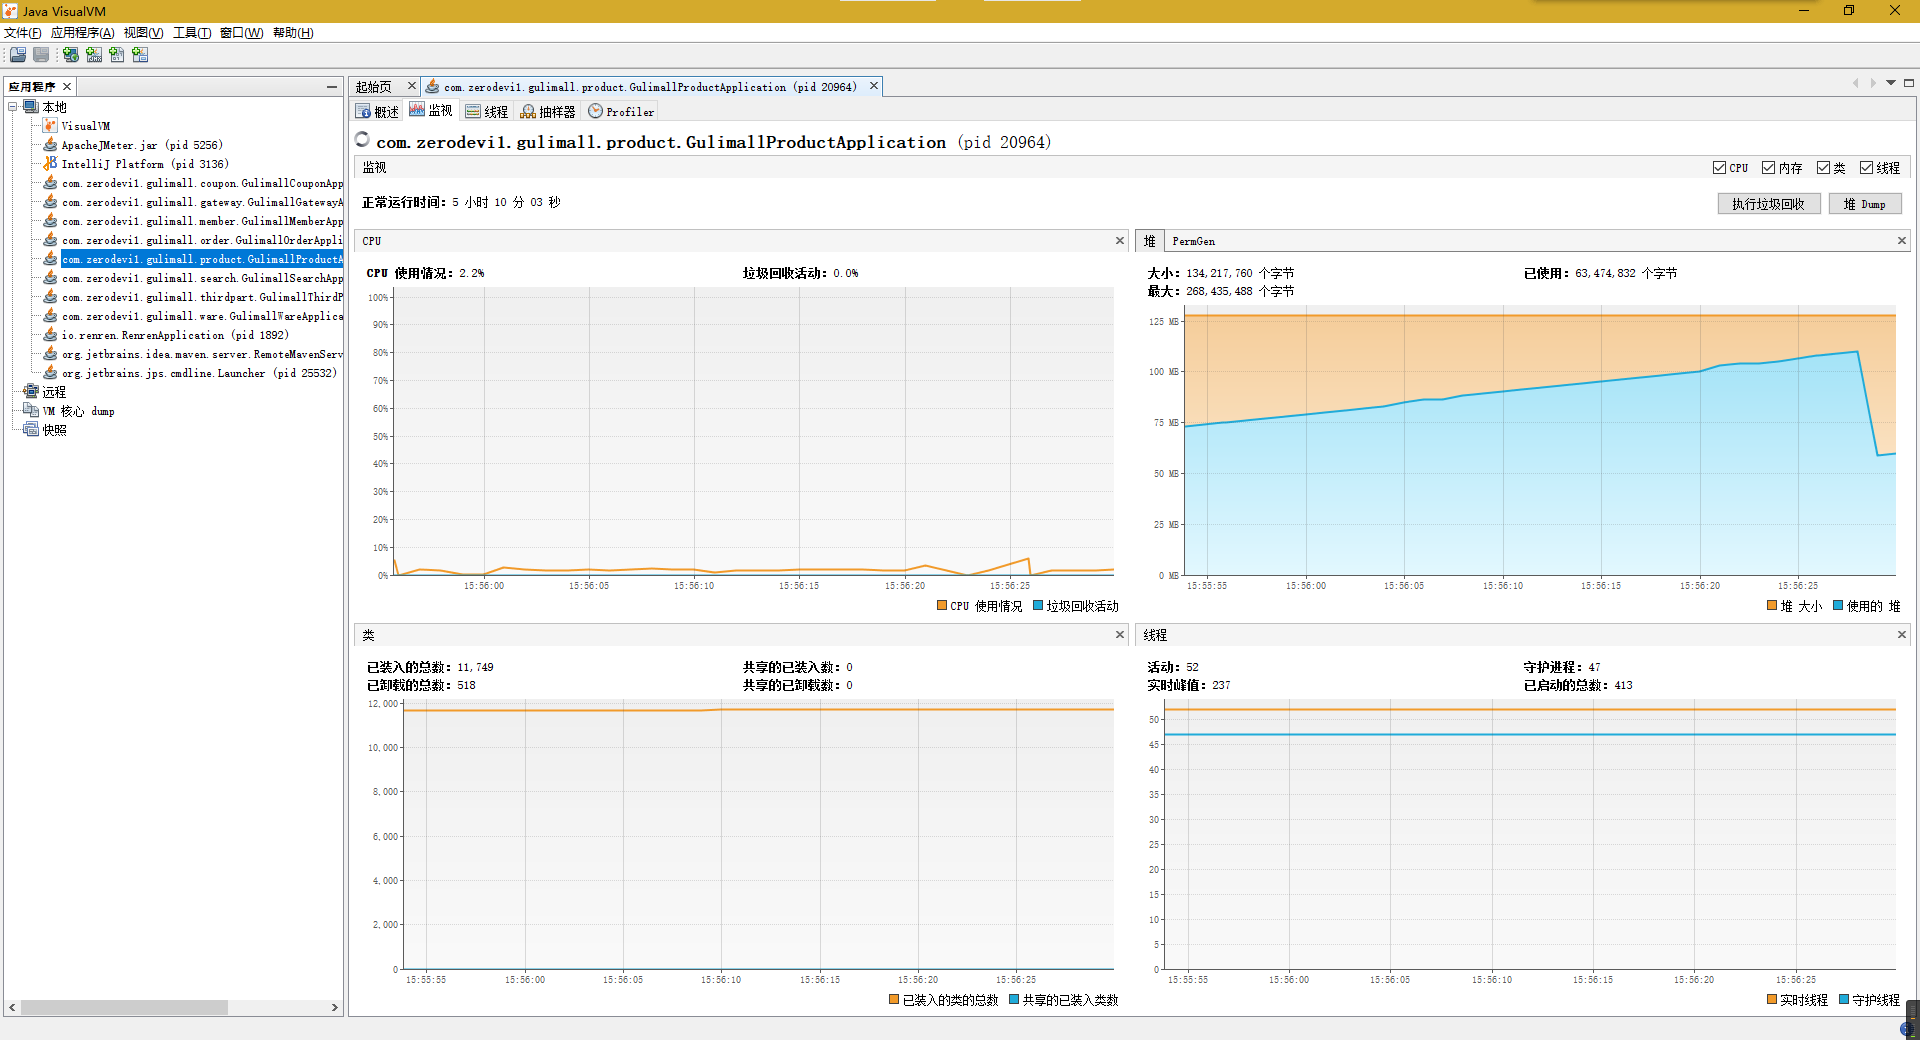 Java VisualVM
文件(F) 应用程序(A) 视图(V) 工具(T) 窗口(W) 帮助(H)
应用程序
本地
VisualVM
ApacheJMeter.jar (pid 5256)
IntelliJ Platform (pid 3136)
com.zerodevi1.gulimall.coupon.GulimallCouponApp
com.zerodevi1.gulimall.gateway.GulimallGatewayA
com.zerodevi1.gulimall.member.GulimallMemberApp
com.zerodevi1.gulimall.order.GulimallOrderAppli
com.zerodevi1.gulimall.product.GulimallProductA
com.zerodevi1.gulimall.search.GulimallSearchApp
com.zerodevi1.gulimall.thirdpart.GulimallThirdP
com.zerodevi1.gulimall.ware.GulimallWareApplica
io.renren.RenrenApplication (pid 1892)
org.jetbrains.idea.maven.server.RemoteMavenServ
org.jetbrains.jps.cmdline.Launcher (pid 25532)
远程
VM 核心 dump
快照
起始页 com.zerodevi1.gulimall.product.GulimallProductApplication (pid 20964)
概述 监视 线程 抽样器 Profiler
com.zerodevi1.gulimall.product.GulimallProductApplication (pid 20964)
监视 CPU 内存 类 线程
正常运行时间: 5 小时 10 分 03 秒 执行垃圾回收 堆 Dump
CPU
CPU 使用情况: 2.2% 垃圾回收活动: 0.0%
100%
90%
80%
70%
60%
50%
40%
30%
20%
10%
0%
15:56:00 15:56:05 15:56:10 15:56:15 15:56:20 15:56:25
CPU 使用情况 垃圾回收活动
堆 PermGen
大小: 134,217,760 个字节 已使用: 63,474,832 个字节
最大: 268,435,488 个字节
125 MB
100 MB
75 MB
50 MB
25 MB
0 MB
15:55:55 15:56:00 15:56:05 15:56:10 15:56:15 15:56:20 15:56:25
堆 大小 使用的 堆
类
已装入的总数: 11,749 共享的已装入数: 0
已卸载的总数: 518 共享的已卸载数: 0
12,000
10,000
8,000
6,000
4,000
2,000
0
15:55:55 15:56:00 15:56:05 15:56:10 15:56:15 15:56:20 15:56:25
已装入的类的总数 共享的已装入类数
线程
活动: 52 守护进程: 47
实时峰值: 237 已启动的总数: 413
50
45
40
35
30
25
20
15
10
5
0
15:55:55 15:56:00 15:56:05 15:56:10 15:56:15 15:56:20 15:56:25
实时线程 守护线程